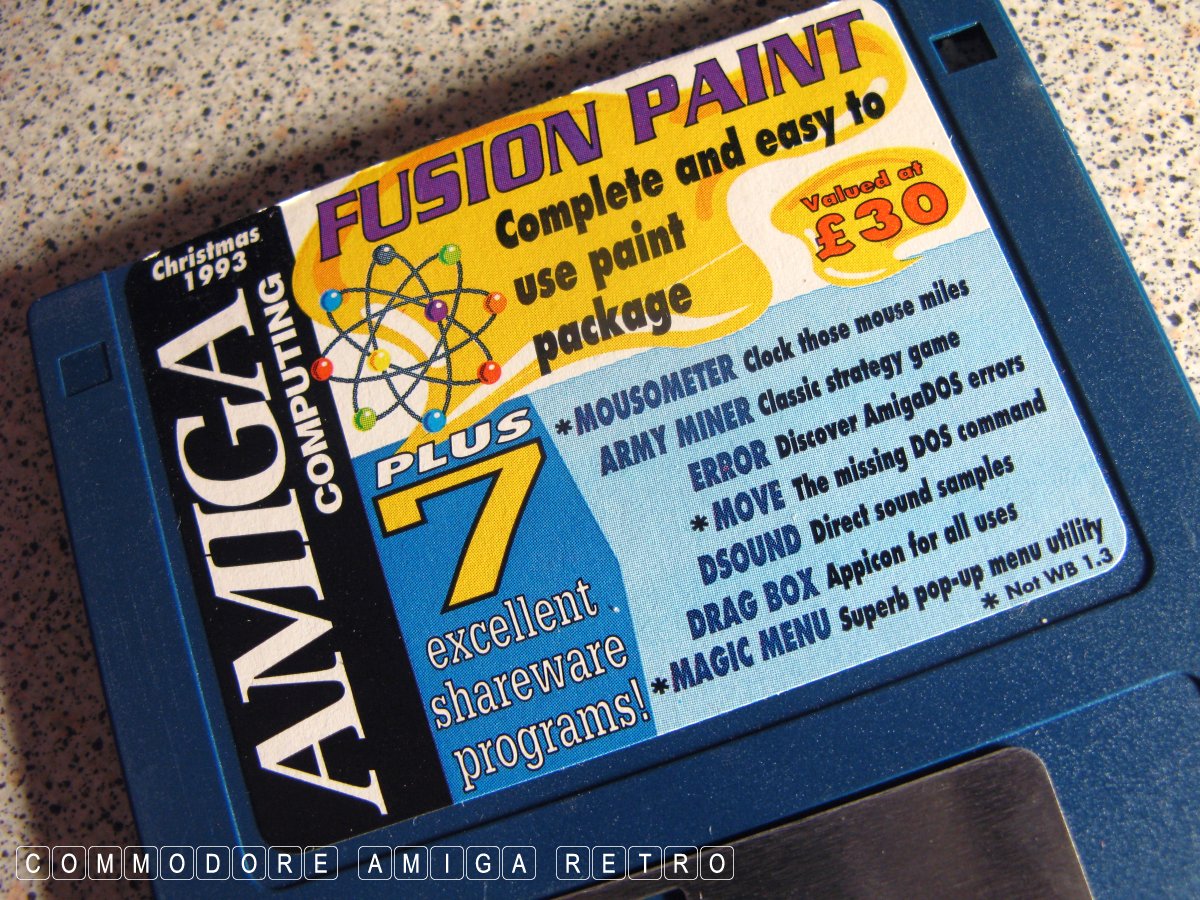 FUSION PAINT
Complete and easy to
use paint
package
Valued at
£30
Christmas
1993
AMIGA
COMPUTING
PLUS
7
excellent
shareware
programs!
*MOUSOMETER Clock those mouse miles
ARMY MINER Classic strategy game
ERROR Discover AmigaDOS errors
*MOVE The missing DOS command
DSOUND Direct sound samples
DRAG BOX Appicon for all uses
*MAGIC MENU Superb pop-up menu utility
* Not WB 1.3
COMMODORE AMIGA RETRO